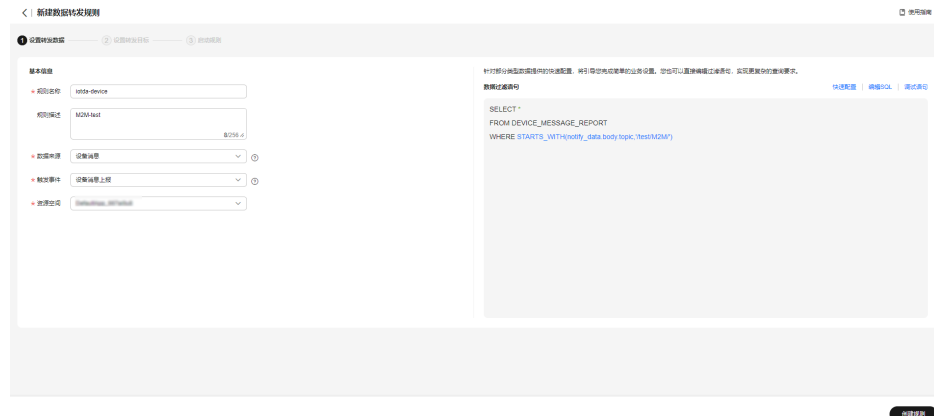 新建数据转发规则
使用指南
1 设置转发数据
2 设置转发目标
3 启动规则
基本信息
* 规则名称 iotda-device
规则描述 M2M-test
8/256
* 数据来源 设备消息
* 触发事件 设备消息上报
* 资源空间
针对部分类型数据提供的快速配置，将引导您完成简单的业务设置。您也可以直接编辑过滤语句，实现更复杂的查询要求。
数据过滤语句
快速配置 | 编辑SQL | 调试语句
SELECT *
FROM DEVICE_MESSAGE_REPORT
WHERE STARTS_WITH(notify_data.body.topic,'/test/M2M/')
创建规则